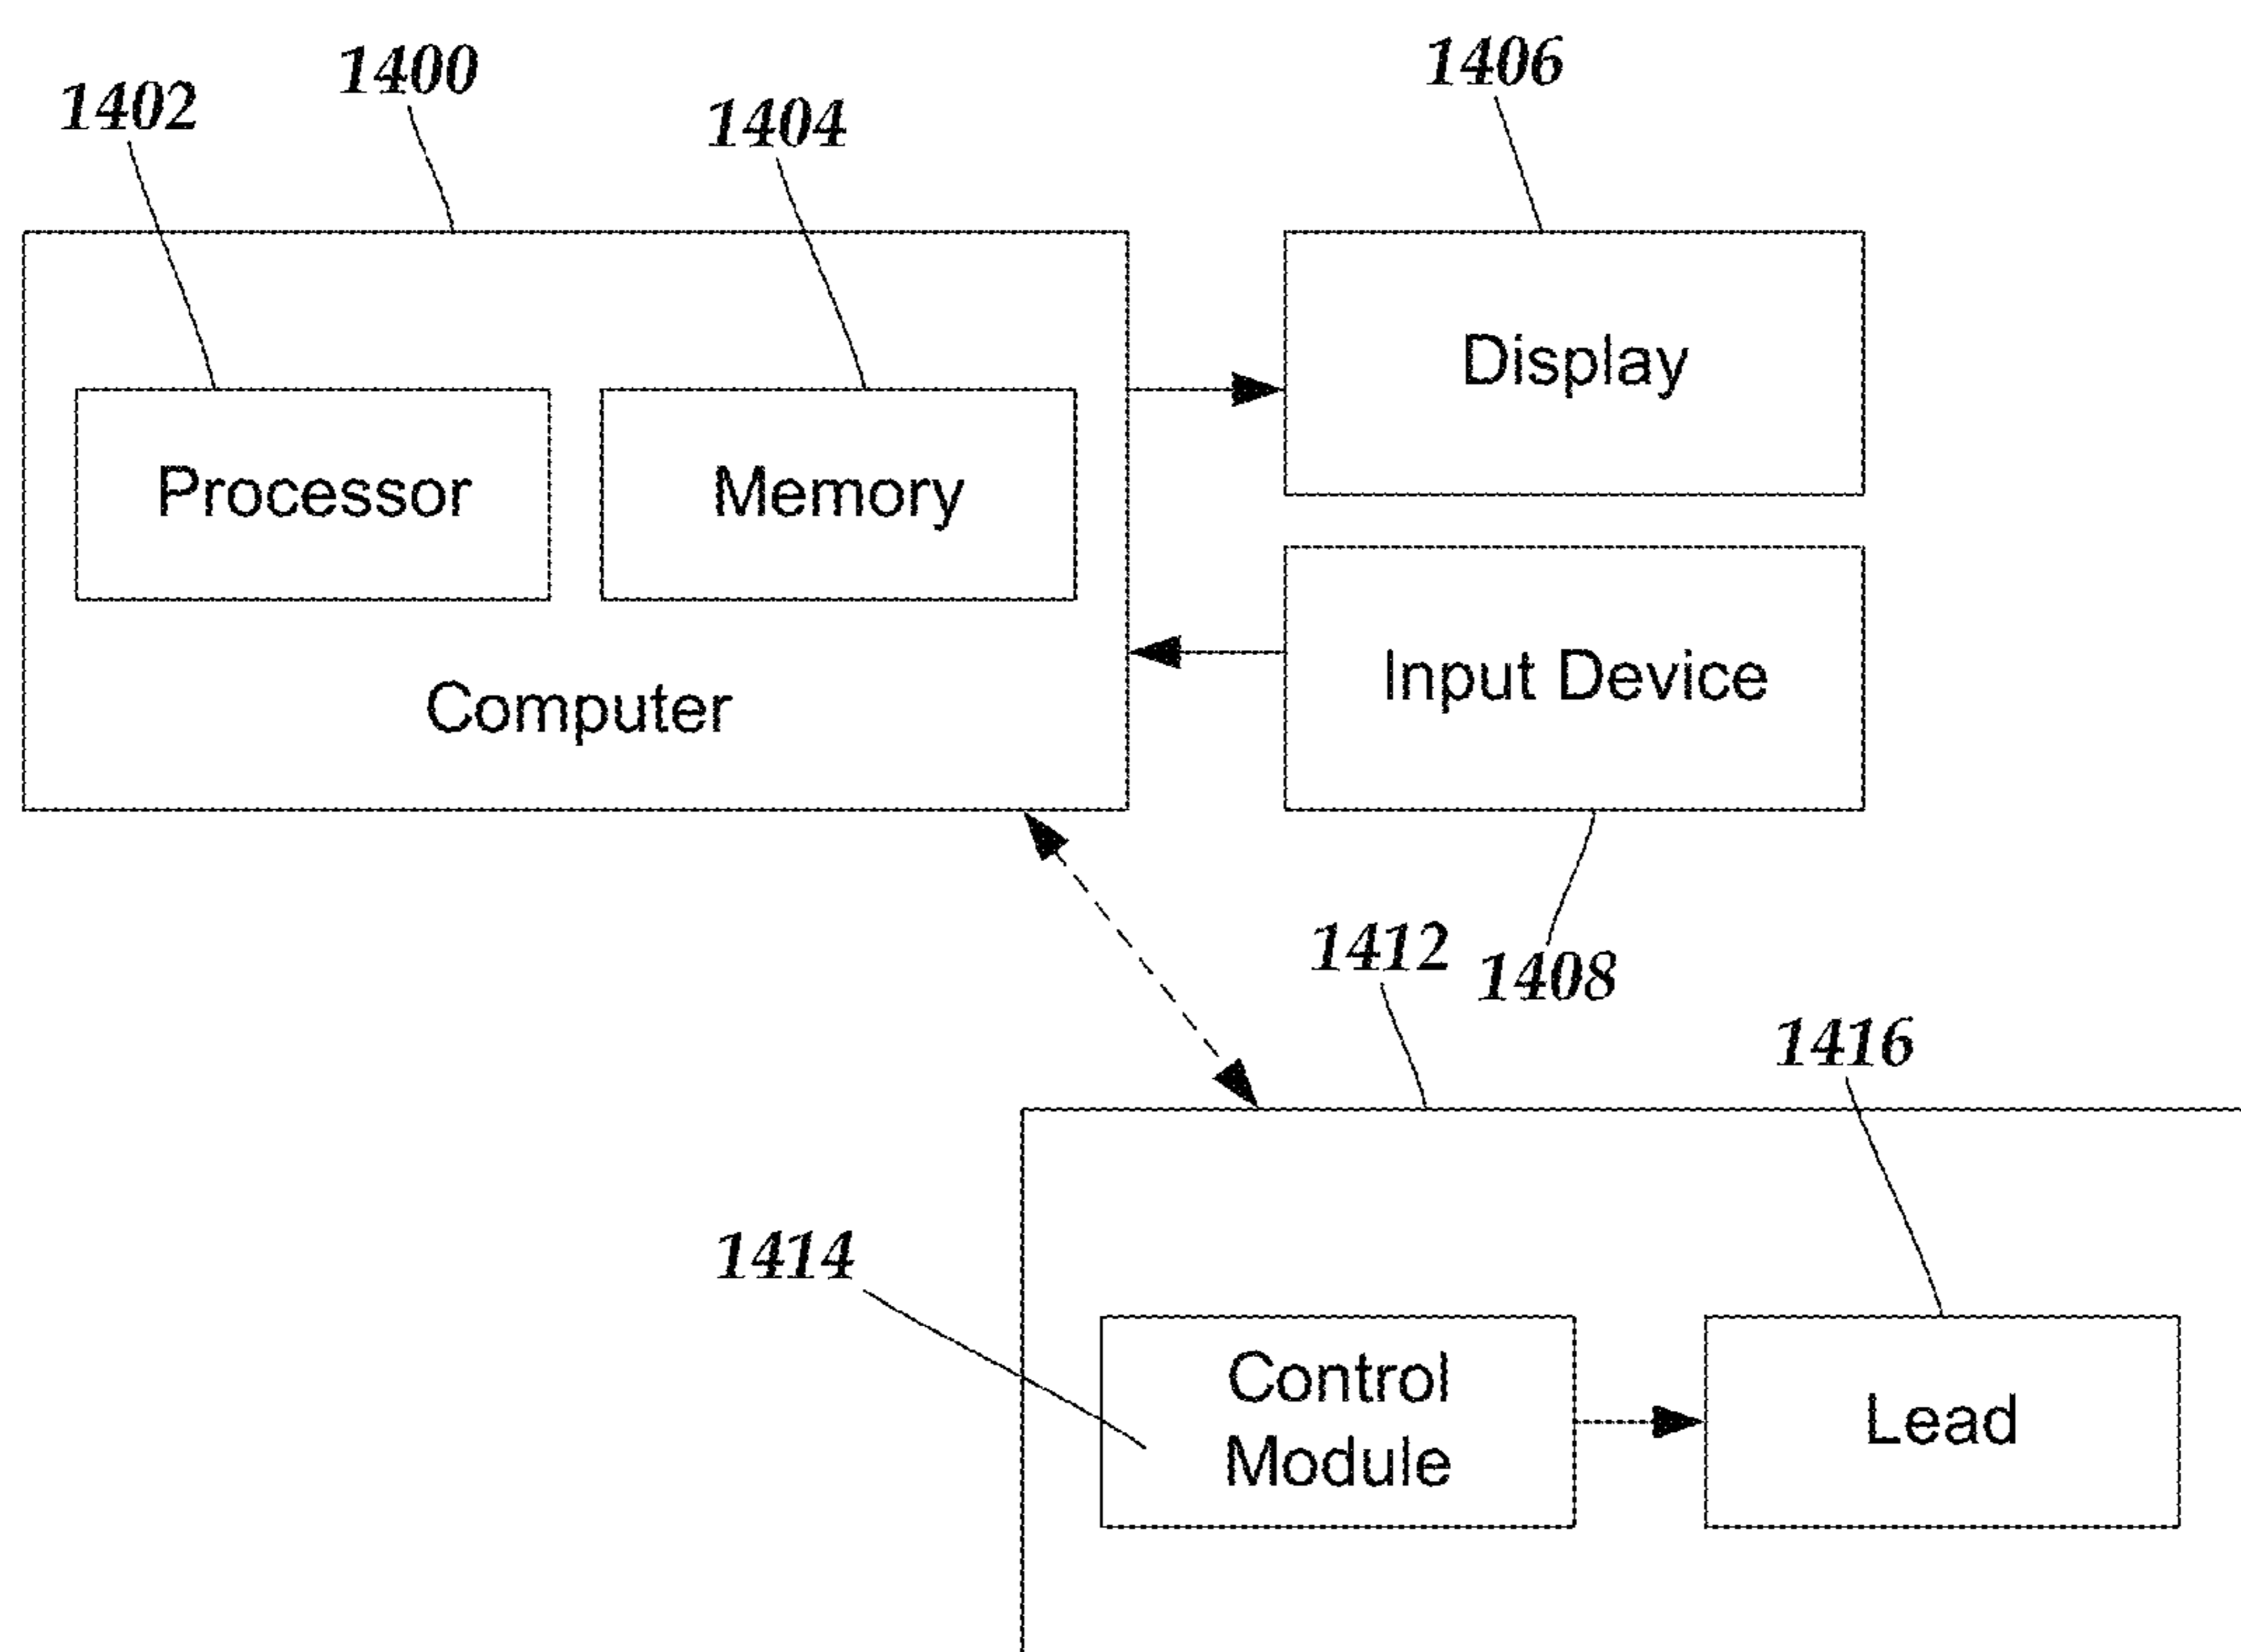 1400
1406
1402
1404
Display
Processor
Memory
Input Device
Computer
1412
1408
1416
1414
Control
Module
Lead